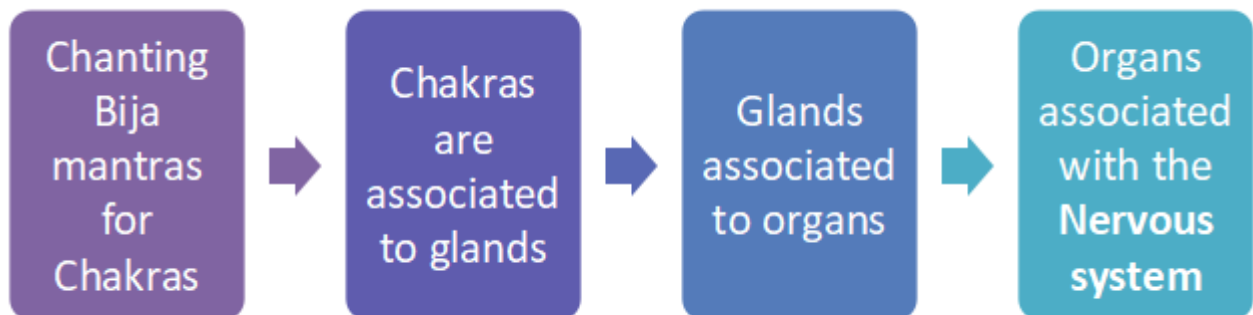 Chanting
Bija
mantras
for
Chakras
Chakras
are
associated
to glands
Glands
associated
to organs
Organs
associated
with the
Nervous
system